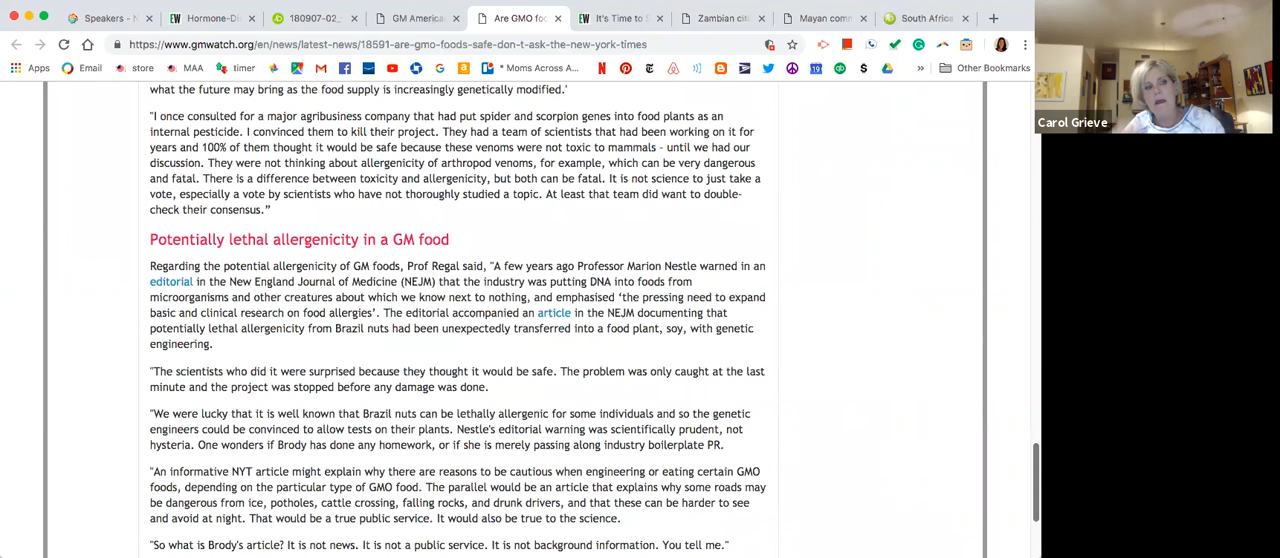 Speakers - N
Hormone-Di
180907-02_
GM America
Are GMO foo
It's Time to S
Zambian citi
Mayan comm
South Africa
https://www.gmwatch.org/en/news/latest-news/18591-are-gmo-foods-safe-don-t-ask-the-new-york-times
Apps
Email
store
MAA
timer
* Moms Across A...
Other Bookmarks
Carol Grieve
what the future may bring as the food supply is increasingly genetically modified.'
"I once consulted for a major agribusiness company that had put spider and scorpion genes into food plants as an
internal pesticide. I convinced them to kill their project. They had a team of scientists that had been working on it for
years and 100% of them thought it would be safe because these venoms were not toxic to mammals - until we had our
discussion. They were not thinking about allergenicity of arthropod venoms, for example, which can be very dangerous
and fatal. There is a difference between toxicity and allergenicity, but both can be fatal. It is not science to just take a
vote, especially a vote by scientists who have not thoroughly studied a topic. At least that team did want to double-
check their consensus.”
Potentially lethal allergenicity in a GM food
Regarding the potential allergenicity of GM foods, Prof Regal said, "A few years ago Professor Marion Nestle warned in an
editorial in the New England Journal of Medicine (NEJM) that the industry was putting DNA into foods from
microorganisms and other creatures about which we know next to nothing, and emphasised ‘the pressing need to expand
basic and clinical research on food allergies’. The editorial accompanied an article in the NEJM documenting that
potentially lethal allergenicity from Brazil nuts had been unexpectedly transferred into a food plant, soy, with genetic
engineering.
"The scientists who did it were surprised because they thought it would be safe. The problem was only caught at the last
minute and the project was stopped before any damage was done.
"We were lucky that it is well known that Brazil nuts can be lethally allergenic for some individuals and so the genetic
engineers could be convinced to allow tests on their plants. Nestle's editorial warning was scientifically prudent, not
hysteria. One wonders if Brody has done any homework, or if she is merely passing along industry boilerplate PR.
"An informative NYT article might explain why there are reasons to be cautious when engineering or eating certain GMO
foods, depending on the particular type of GMO food. The parallel would be an article that explains why some roads may
be dangerous from ice, potholes, cattle crossing, falling rocks, and drunk drivers, and that these can be harder to see
and avoid at night. That would be a true public service. It would also be true to the science.
"So what is Brody's article? It is not news. It is not a public service. It is not background information. You tell me."